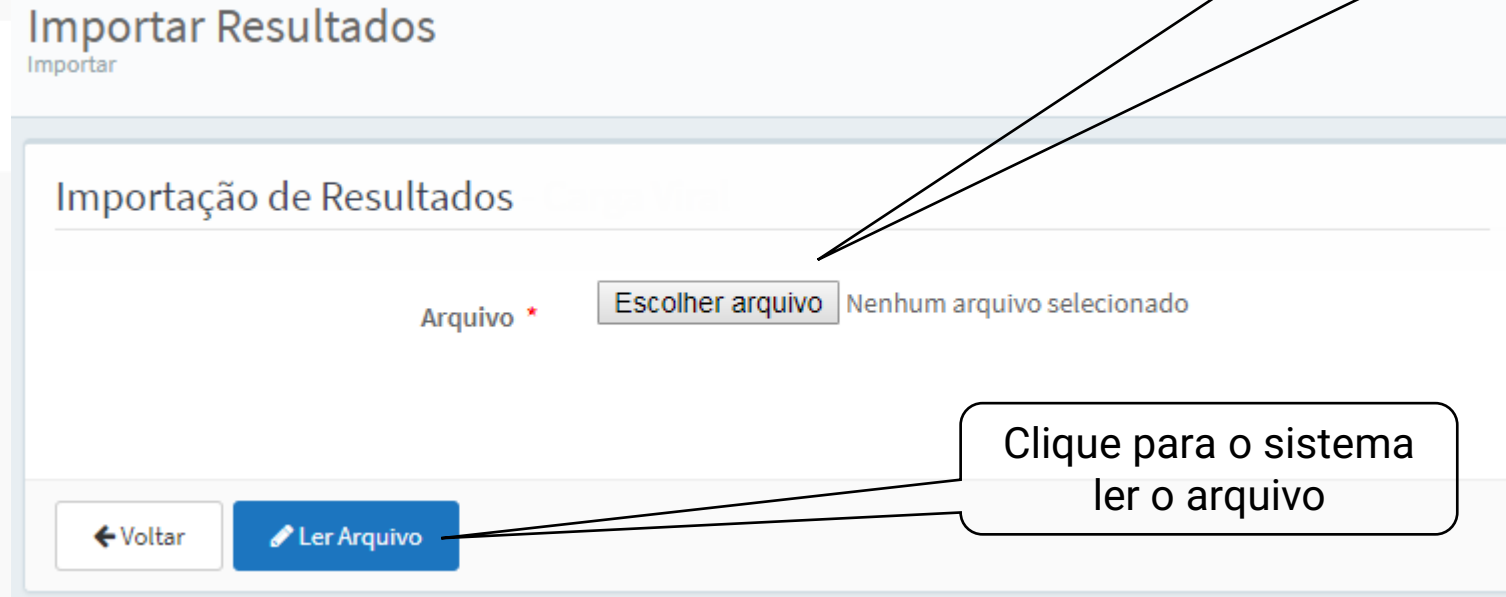 Importar Resultados
Importar
Importação de Resultados
Arquivo * Escolher arquivo Nenhum arquivo selecionado
Clique para o sistema
ler o arquivo
Voltar Ler Arquivo